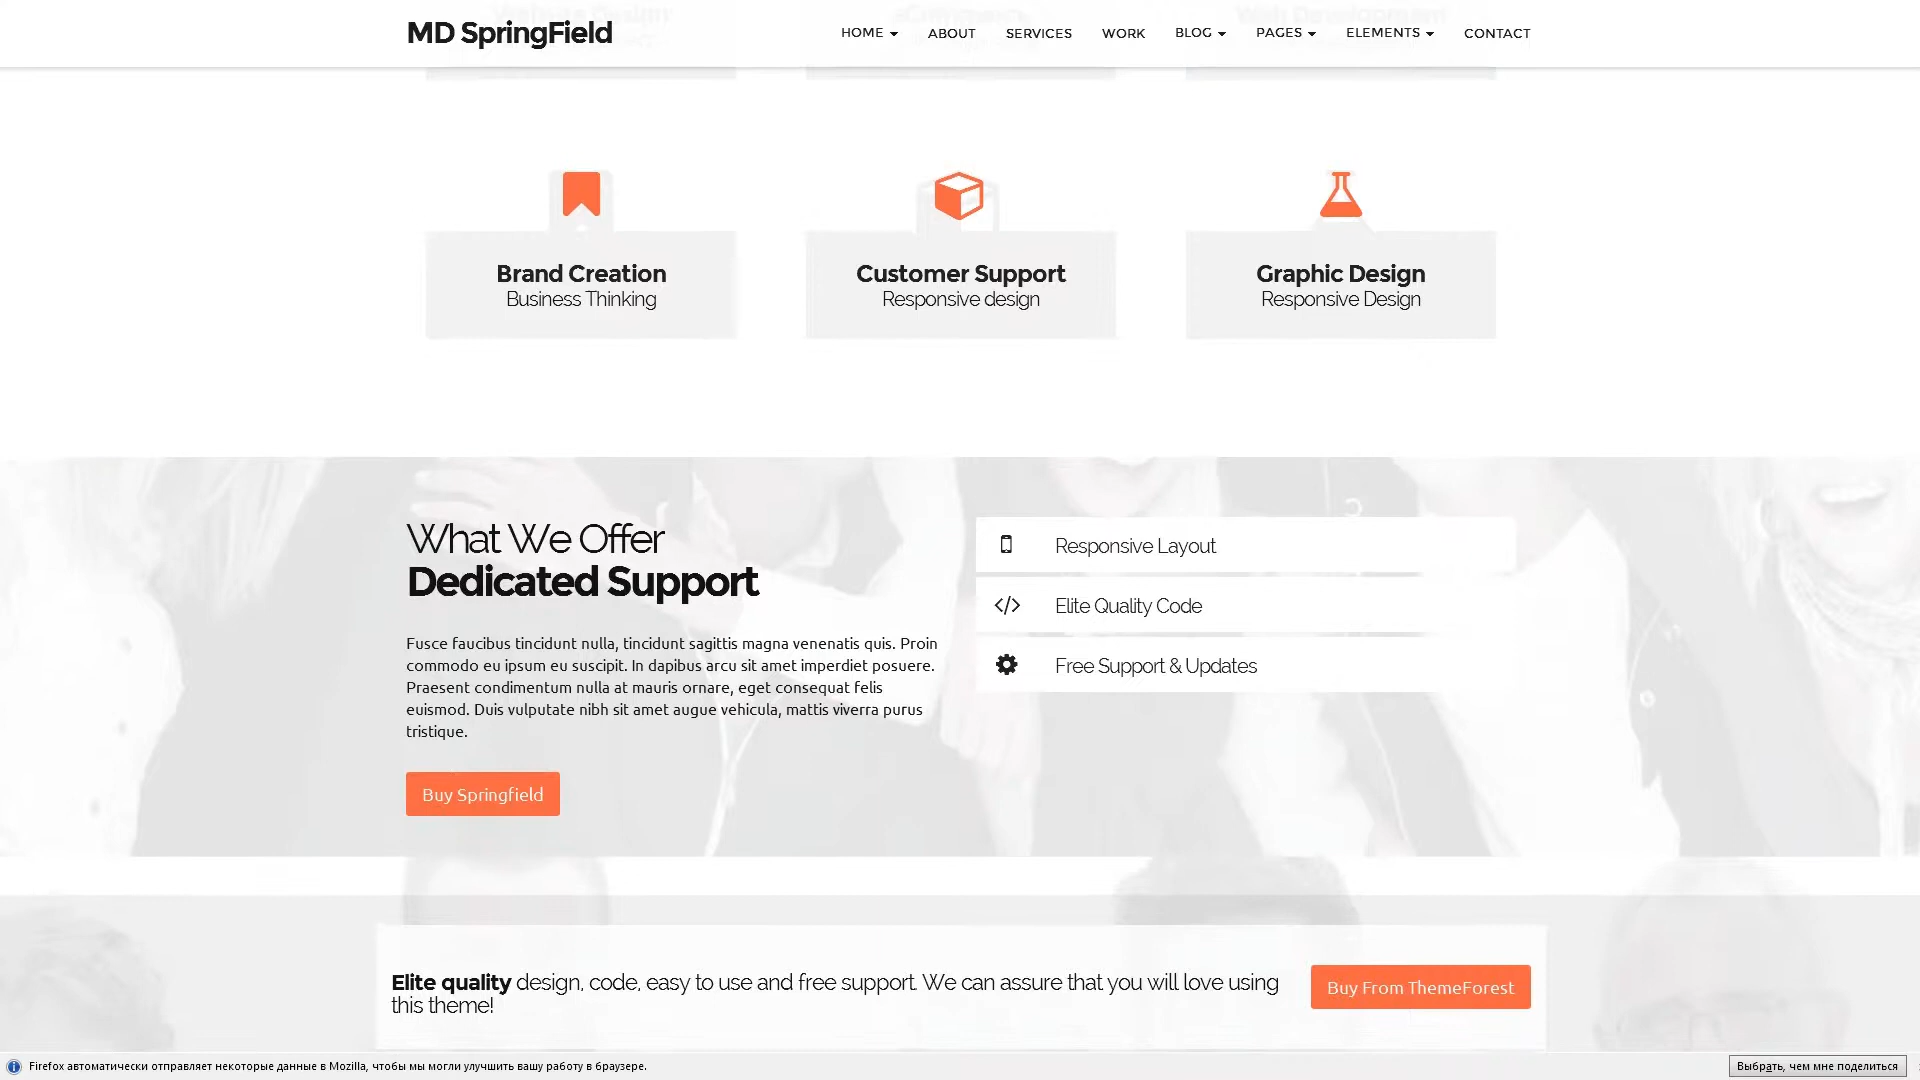 MD SpringField
HOME
ABOUT
SERVICES
WORK
BLOG
PAGES
ELEMENTS
CONTACT
Website Design
eCommerce
Web Development
Brand Creation
Business Thinking
Customer Support
Responsive design
Graphic Design
Responsive Design
What We Offer
Dedicated Support
Fusce faucibus tincidunt nulla, tincidunt sagittis magna venenatis quis. Proin
commodo eu ipsum eu suscipit. In dapibus arcu sit amet imperdiet posuere.
Praesent condimentum nulla at mauris ornare, eget consequat felis
euismod. Duis vulputate nibh sit amet augue vehicula, mattis viverra purus
tristique.
Buy Springfield
Responsive Layout
Elite Quality Code
Free Support & Updates
Elite quality design, code, easy to use and free support. We can assure that you will love using
this theme!
Buy From ThemeForest
Firefox автоматически отправляет некоторые данные в Mozilla, чтобы мы могли улучшить вашу работу в браузере.
Выбрать, чем мне поделиться